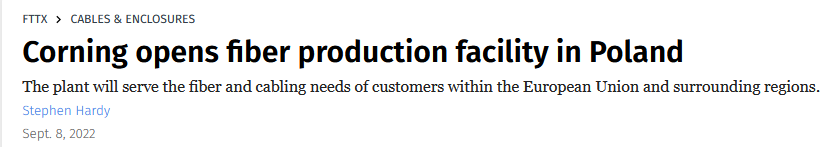 FTTX > CABLES & ENCLOSURES
Corning opens fiber production facility in Poland
The plant will serve the fiber and cabling needs of customers within the European Union and surrounding regions.
Stephen Hardy
Sept. 8, 2022